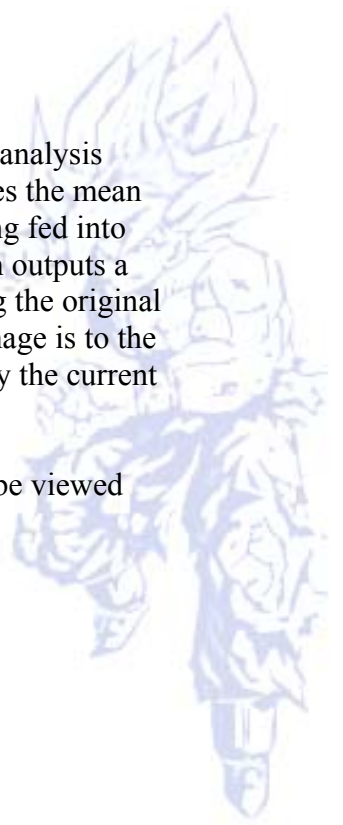 analysis
es the mean
ng fed into
n outputs a
g the original
nage is to the
y the current
be viewed